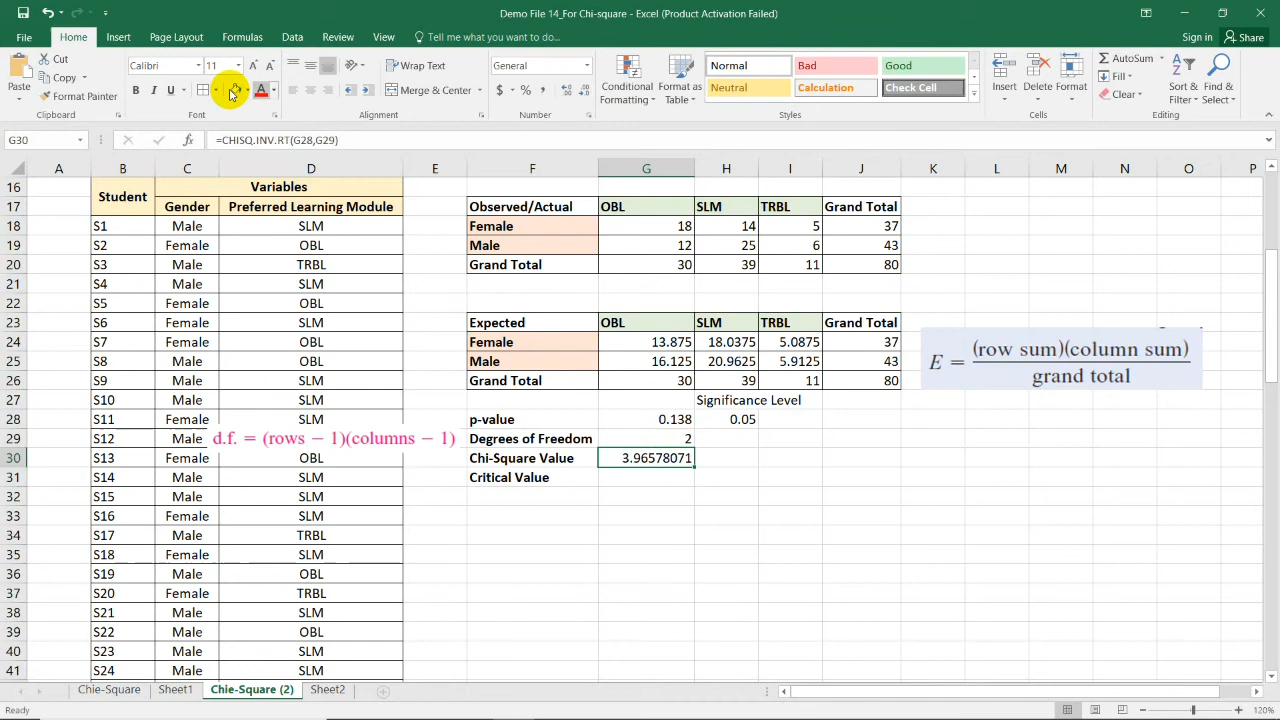 Demo File 14_For Chi-square - Excel (Product Activation Failed)
File Home Insert Page Layout Formulas Data Review View Tell me what you want to do... Sign in Share
Paste Cut Copy Format Painter Clipboard
Calibri 11 A A B I U A Font
Wrap Text Merge & Center Alignment
General $ % , Number
Conditional Formatting Format as Table Normal Bad Good Neutral Calculation Check Cell Styles
Insert Delete Format Cells
AutoSum Fill Clear Sort & Filter Find & Select Editing
G30 fx =CHISQ.INV.RT(G28,G29)
A B C D E F G H I J K L M N O P
16 Student Variables
17 Gender Preferred Learning Module Observed/Actual OBL SLM TRBL Grand Total
18 S1 Male SLM Female 18 14 5 37
19 S2 Female OBL Male 12 25 6 43
20 S3 Male TRBL Grand Total 30 39 11 80
21 S4 Male SLM
22 S5 Female OBL
23 S6 Female SLM Expected OBL SLM TRBL Grand Total
24 S7 Female OBL Female 13.875 18.0375 5.0875 37
25 S8 Male OBL Male 16.125 20.9625 5.9125 43
26 S9 Male SLM Grand Total 30 39 11 80
E = (row sum)(column sum) / grand total
27 S10 Male SLM Significance Level
28 S11 Female SLM p-value 0.138 0.05
29 S12 Male d.f. = (rows − 1)(columns − 1) Degrees of Freedom 2
30 S13 Female OBL Chi-Square Value 3.96578071
31 S14 Male SLM Critical Value
32 S15 Male SLM
33 S16 Female SLM
34 S17 Male TRBL
35 S18 Female SLM
36 S19 Male OBL
37 S20 Female TRBL
38 S21 Male SLM
39 S22 Male OBL
40 S23 Male SLM
41 S24 Male SLM
Chie-Square Sheet1 Chie-Square (2) Sheet2
Ready 120%